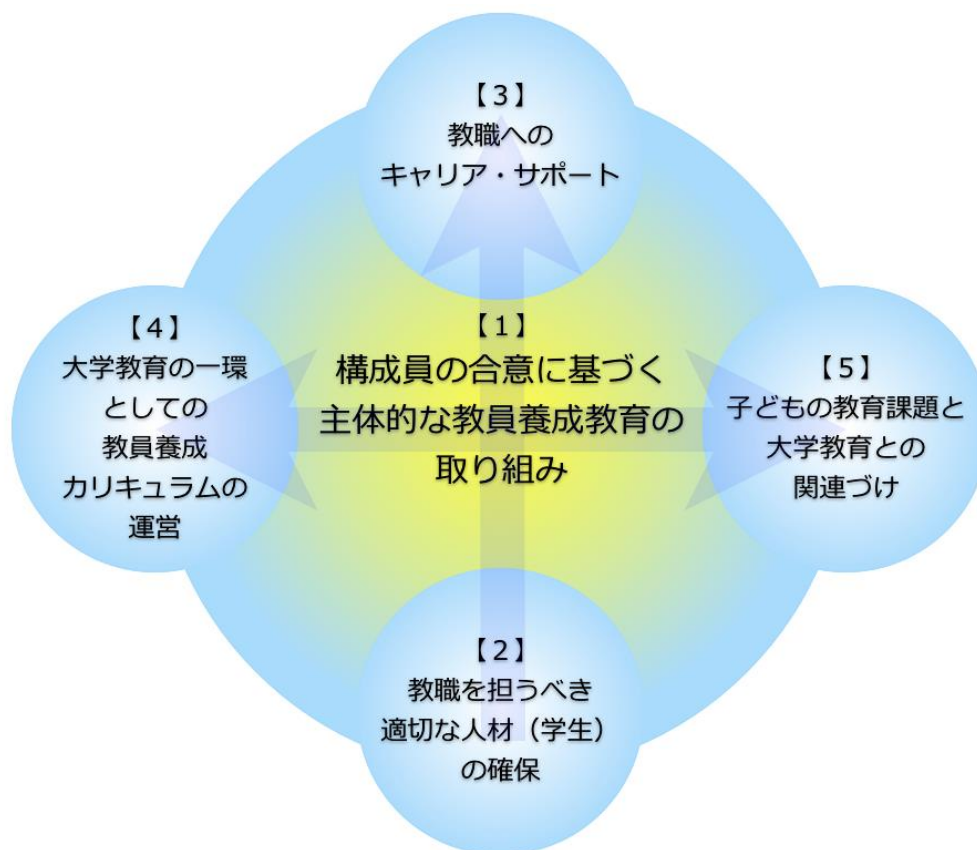 【３】
教職への
キャリア・サポート
【４】
大学教育の一環
としての
教員養成
カリキュラムの
運営
【１】
構成員の合意に基づく
主体的な教員養成教育の
取り組み
【５】
子どもの教育課題と
大学教育との
関連づけ
【２】
教職を担うべき
適切な人材（学生）
の確保